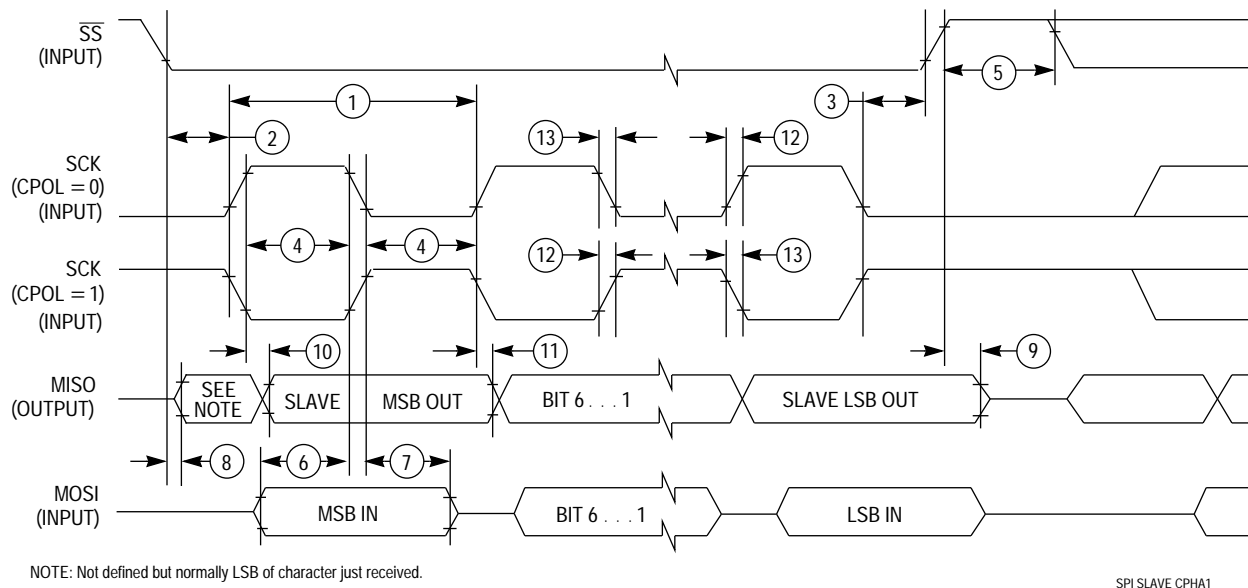 SS
(INPUT)
5
1
3
2
13
12
SCK
(CPOL = 0)
(INPUT)
4
4
SCK
(CPOL = 1)
(INPUT)
12
13
10
11
9
MISO
(OUTPUT)
SEE
NOTE
SLAVE
MSB OUT
BIT 6 . . . 1
SLAVE LSB OUT
8
6
7
MOSI
(INPUT)
MSB IN
BIT 6 . . . 1
LSB IN
NOTE: Not defined but normally LSB of character just received.
SPI SLAVE CPHA1